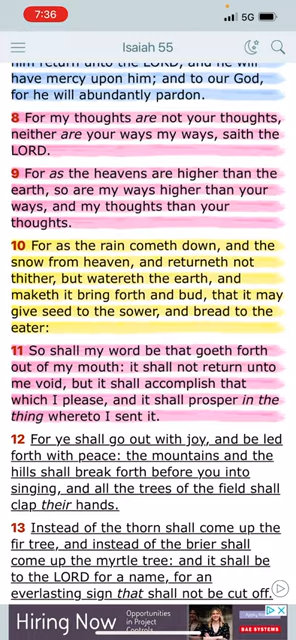 7:36
5G
Isaiah 55
him return unto the LORD, and he will
have mercy upon him; and to our God,
for he will abundantly pardon.
8 For my thoughts are not your thoughts,
neither are your ways my ways, saith the
LORD.
9 For as the heavens are higher than the
earth, so are my ways higher than your
ways, and my thoughts than your
thoughts.
10 For as the rain cometh down, and the
snow from heaven, and returneth not
thither, but watereth the earth, and
maketh it bring forth and bud, that it may
give seed to the sower, and bread to the
eater:
11 So shall my word be that goeth forth
out of my mouth: it shall not return unto
me void, but it shall accomplish that
which I please, and it shall prosper in the
thing whereto I sent it.
12 For ye shall go out with joy, and be led
forth with peace: the mountains and the
hills shall break forth before you into
singing, and all the trees of the field shall
clap their hands.
13 Instead of the thorn shall come up the
fir tree, and instead of the brier shall
come up the myrtle tree: and it shall be
to the LORD for a name, for an
everlasting sign that shall not be cut off.
Hiring Now
Opportunities
in Project
Controls
BAE SYSTEMS